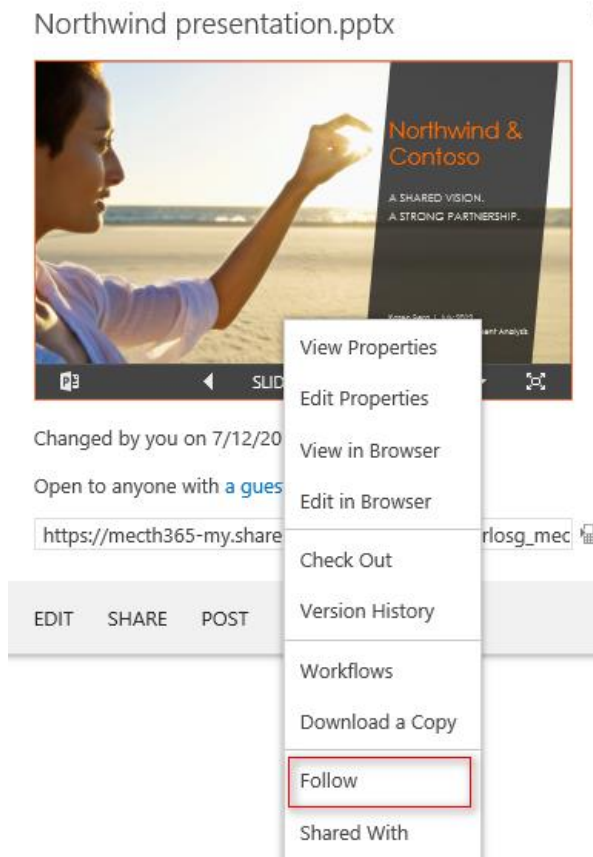 Northwind presentation.pptx
Northwind &
Contoso
A SHARED VISION.
A STRONG PARTNERSHIP.
Analysis
SLID
Changed by you on 7/12/20
Open to anyone with a gues
https://mecth365-my.share
rlosg_mec
EDIT SHARE POST
View Properties
Edit Properties
View in Browser
Edit in Browser
Check Out
Version History
Workflows
Download a Copy
Follow
Shared With